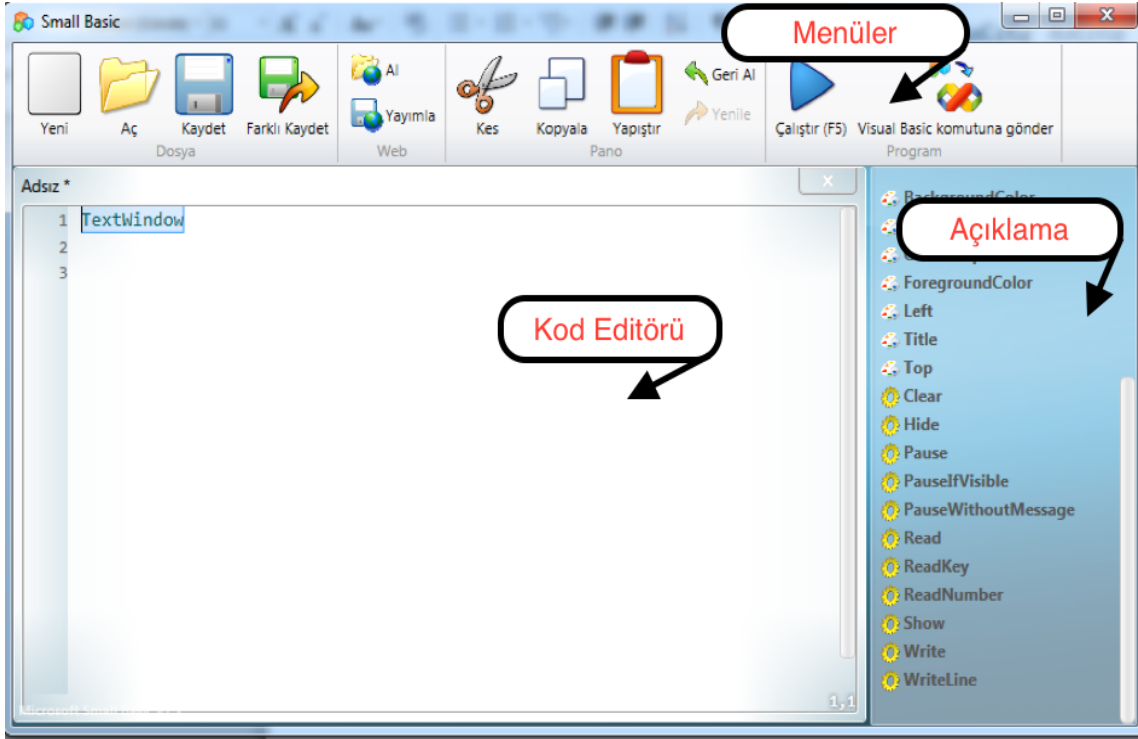 Small Basic
Menüler
Yeni
Aç
Kaydet
Farklı Kaydet
Al
Yayımla
Kes
Kopyala
Yapıştır
Geri Al
Yenile
Çalıştır (F5)
Visual Basic komutuna gönder
Dosya
Web
Pano
Program
Adsız *
1 TextWindow
2
3
Kod Editörü
1,1
BackgroundColor
Açıklama
ForegroundColor
Left
Title
Top
Clear
Hide
Pause
PauseIfVisible
PauseWithoutMessage
Read
ReadKey
ReadNumber
Show
Write
WriteLine